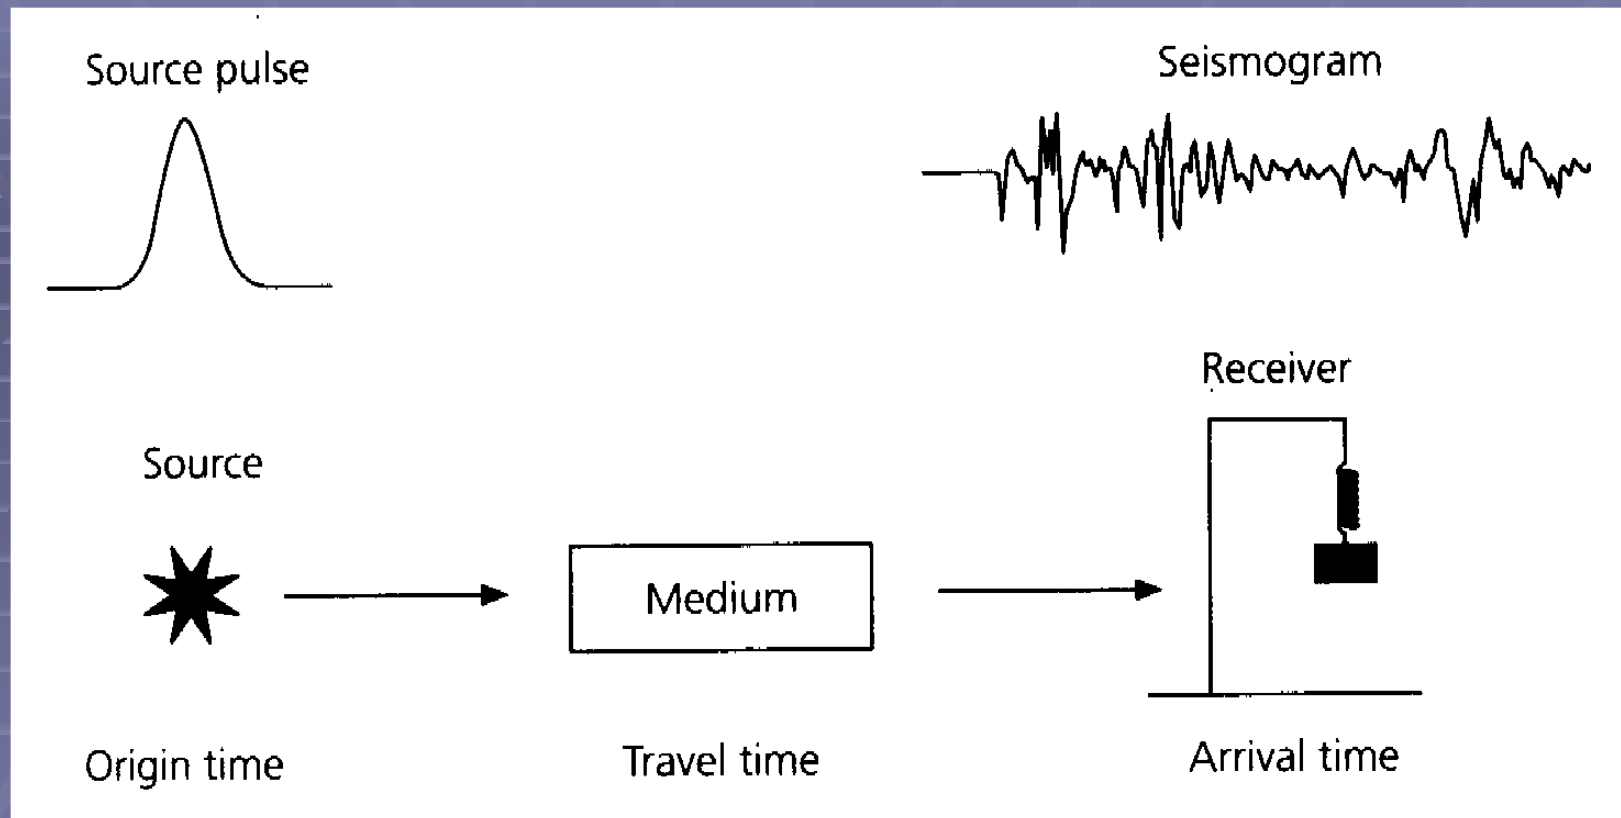 Source pulse
Seismogram
Receiver
Source
Medium
Origin time
Travel time
Arrival time